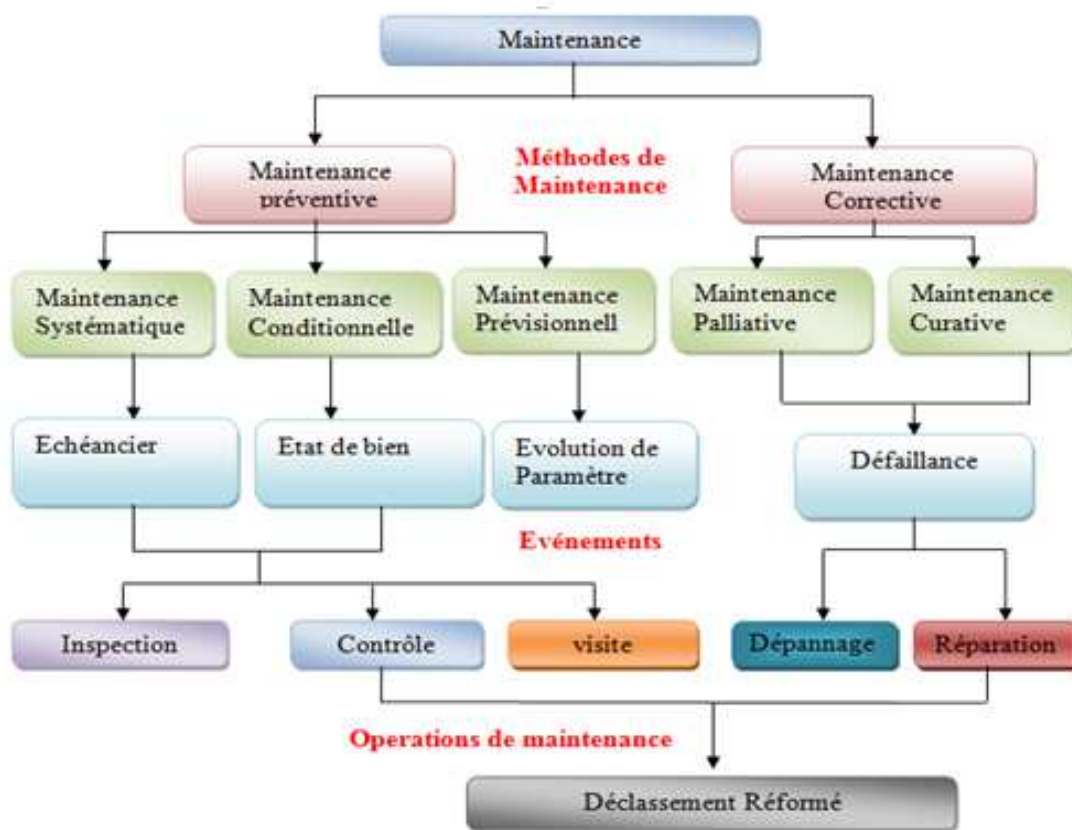 Maintenance
Maintenance
préventive
Méthodes de
Maintenance
Maintenance
Corrective
Maintenance
Systématique
Maintenance
Conditionnelle
Maintenance
Prévisionnell
Maintenance
Palliative
Maintenance
Curative
Echéancier
Etat de bien
Evolution de
Paramètre
Défaillance
Evénements
Inspection
Contrôle
visite
Dépannage
Réparation
Operations de maintenance
Déclassement Réformé